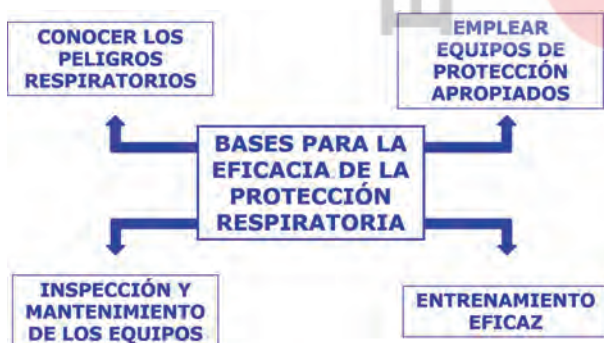 CONOCER LOS
PELIGROS
RESPIRATORIOS
EMPLEAR
EQUIPOS DE
PROTECCIÓN
APROPIADOS
BASES PARA LA
EFICACIA DE LA
PROTECCIÓN
RESPIRATORIA
INSPECCIÓN Y
MANTENIMIENTO
DE LOS EQUIPOS
ENTRENAMIENTO
EFICAZ